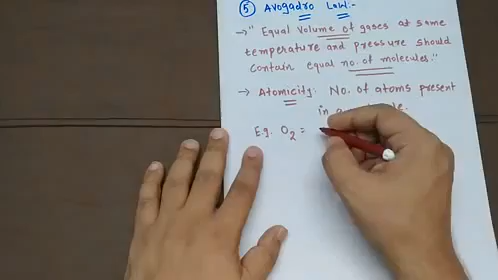 ⑤ Avogadro Law:-
→ "Equal Volume of gases at same
temperature and pressure should
Contain equal no. of molecules."
→ Atomicity: No. of atoms present
in a
Eg. O₂ =